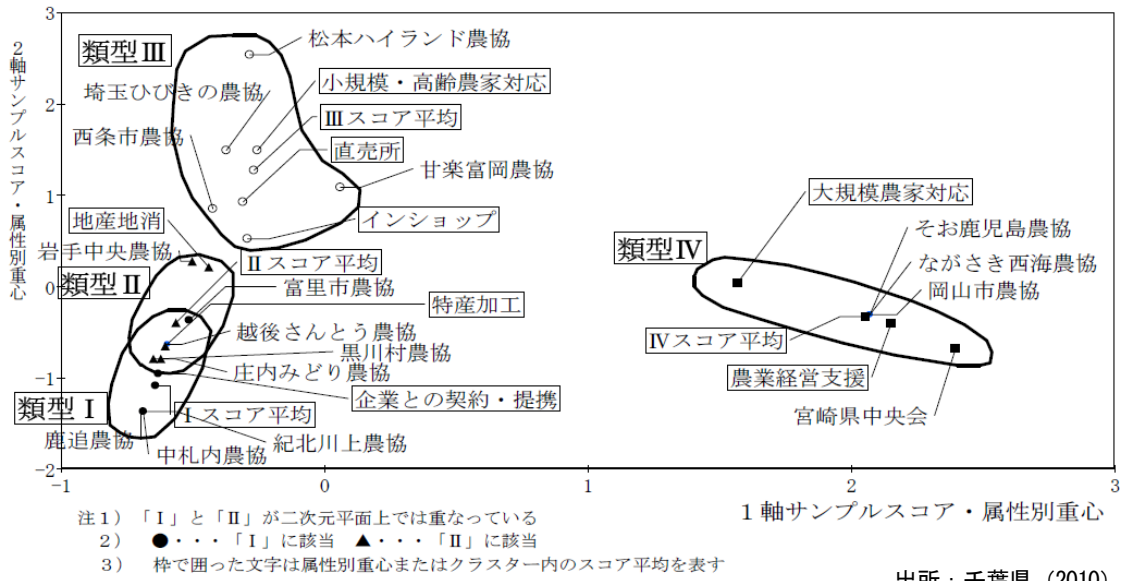 3
2
1
0
-1
-2
-1
0
1
2
3
2軸サンプルスコア・属性別重心
類型Ⅲ
松本ハイランド農協
小規模・高齢農家対応
埼玉ひびきの農協
Ⅲスコア平均
西条市農協
直売所
甘楽富岡農協
インショップ
地産地消
岩手中央農協
Ⅱスコア平均
類型Ⅱ
富里市農協
特産加工
越後さんとう農協
黒川村農協
庄内みどり農協
企業との契約・提携
類型Ⅰ
Ⅰスコア平均
鹿追農協
紀北川上農協
中札内農協
大規模農家対応
そお鹿児島農協
類型Ⅳ
ながさき西海農協
岡山市農協
Ⅳスコア平均
農業経営支援
宮崎県中央会
1軸サンプルスコア・属性別重心
注1) 「Ⅰ」と「Ⅱ」が二次元平面上では重なっている
2) ●・・・「Ⅰ」に該当 ▲・・・「Ⅱ」に該当
3) 枠で囲った文字は属性別重心またはクラスター内のスコア平均を表す
出所：千葉県（2010）